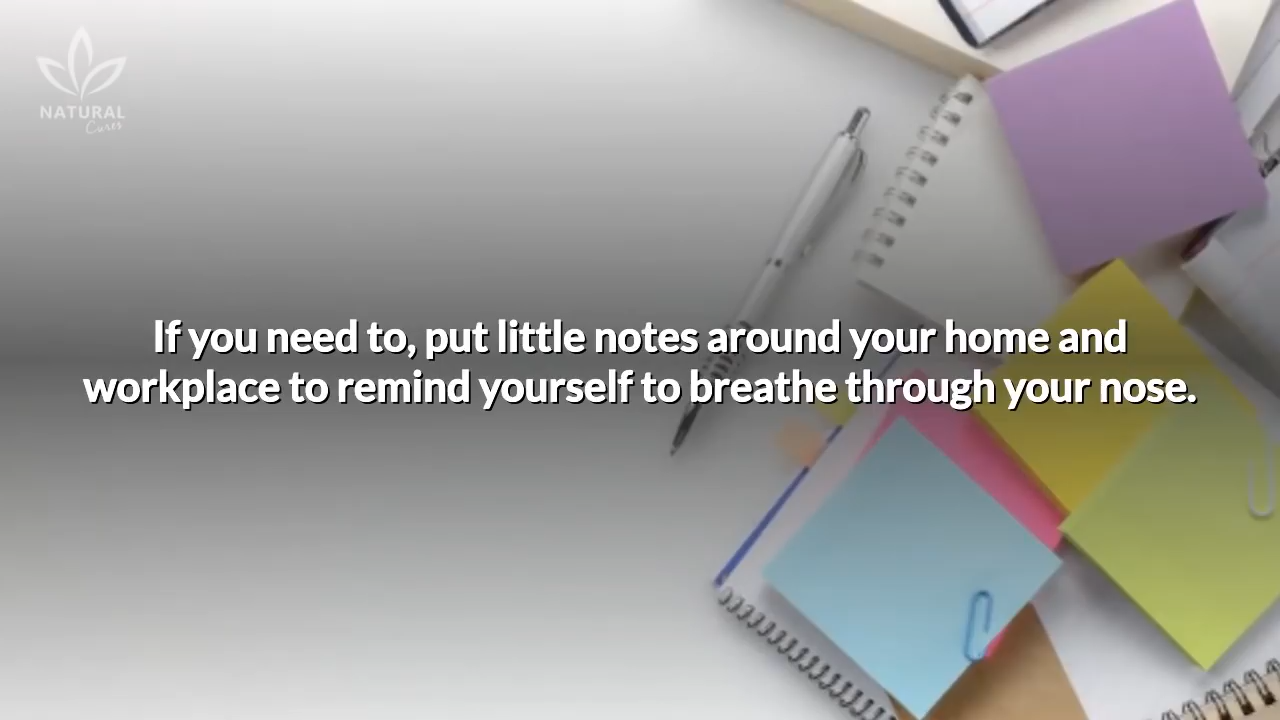 NATURAL
Cures
If you need to, put little notes around your home and
workplace to remind yourself to breathe through your nose.